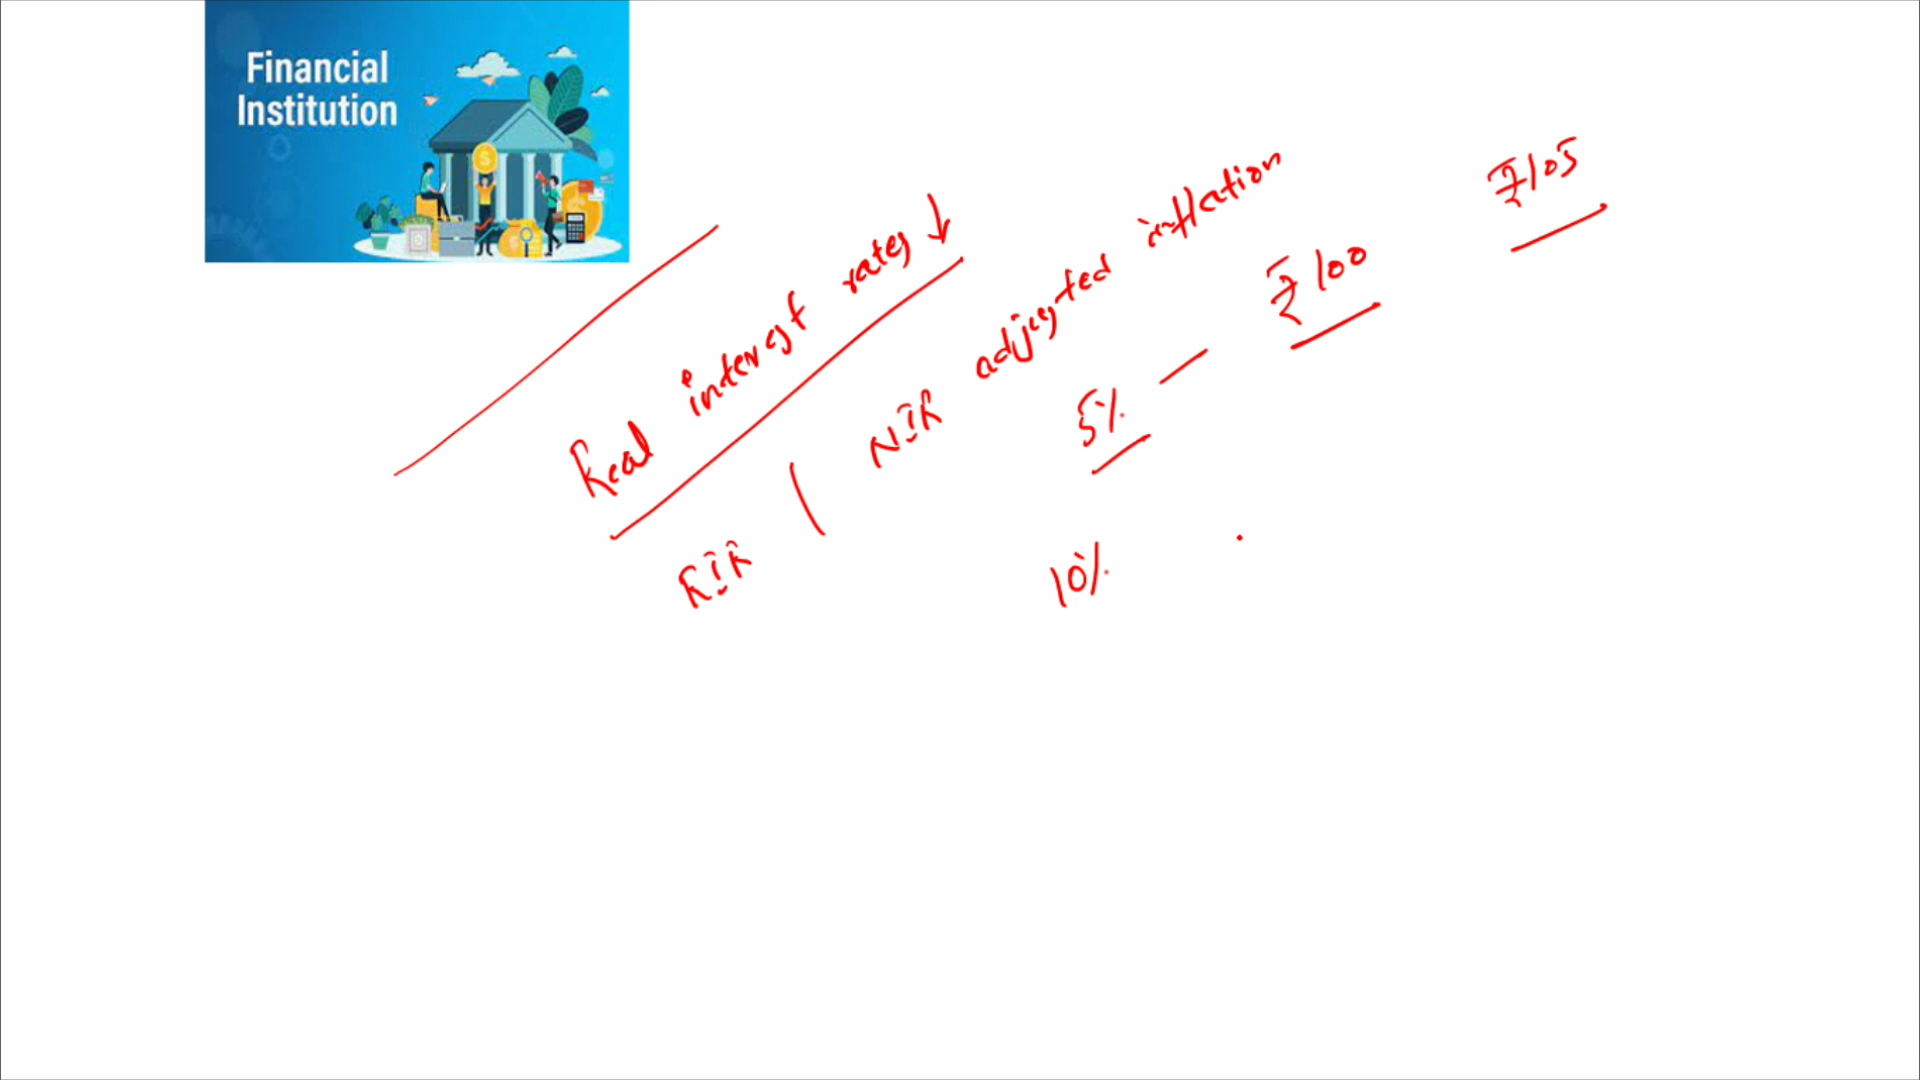 Financial
Institution
Real interest rates ↓
RIR
NIR adjusted inflation
5% — ₹100
₹105
10%